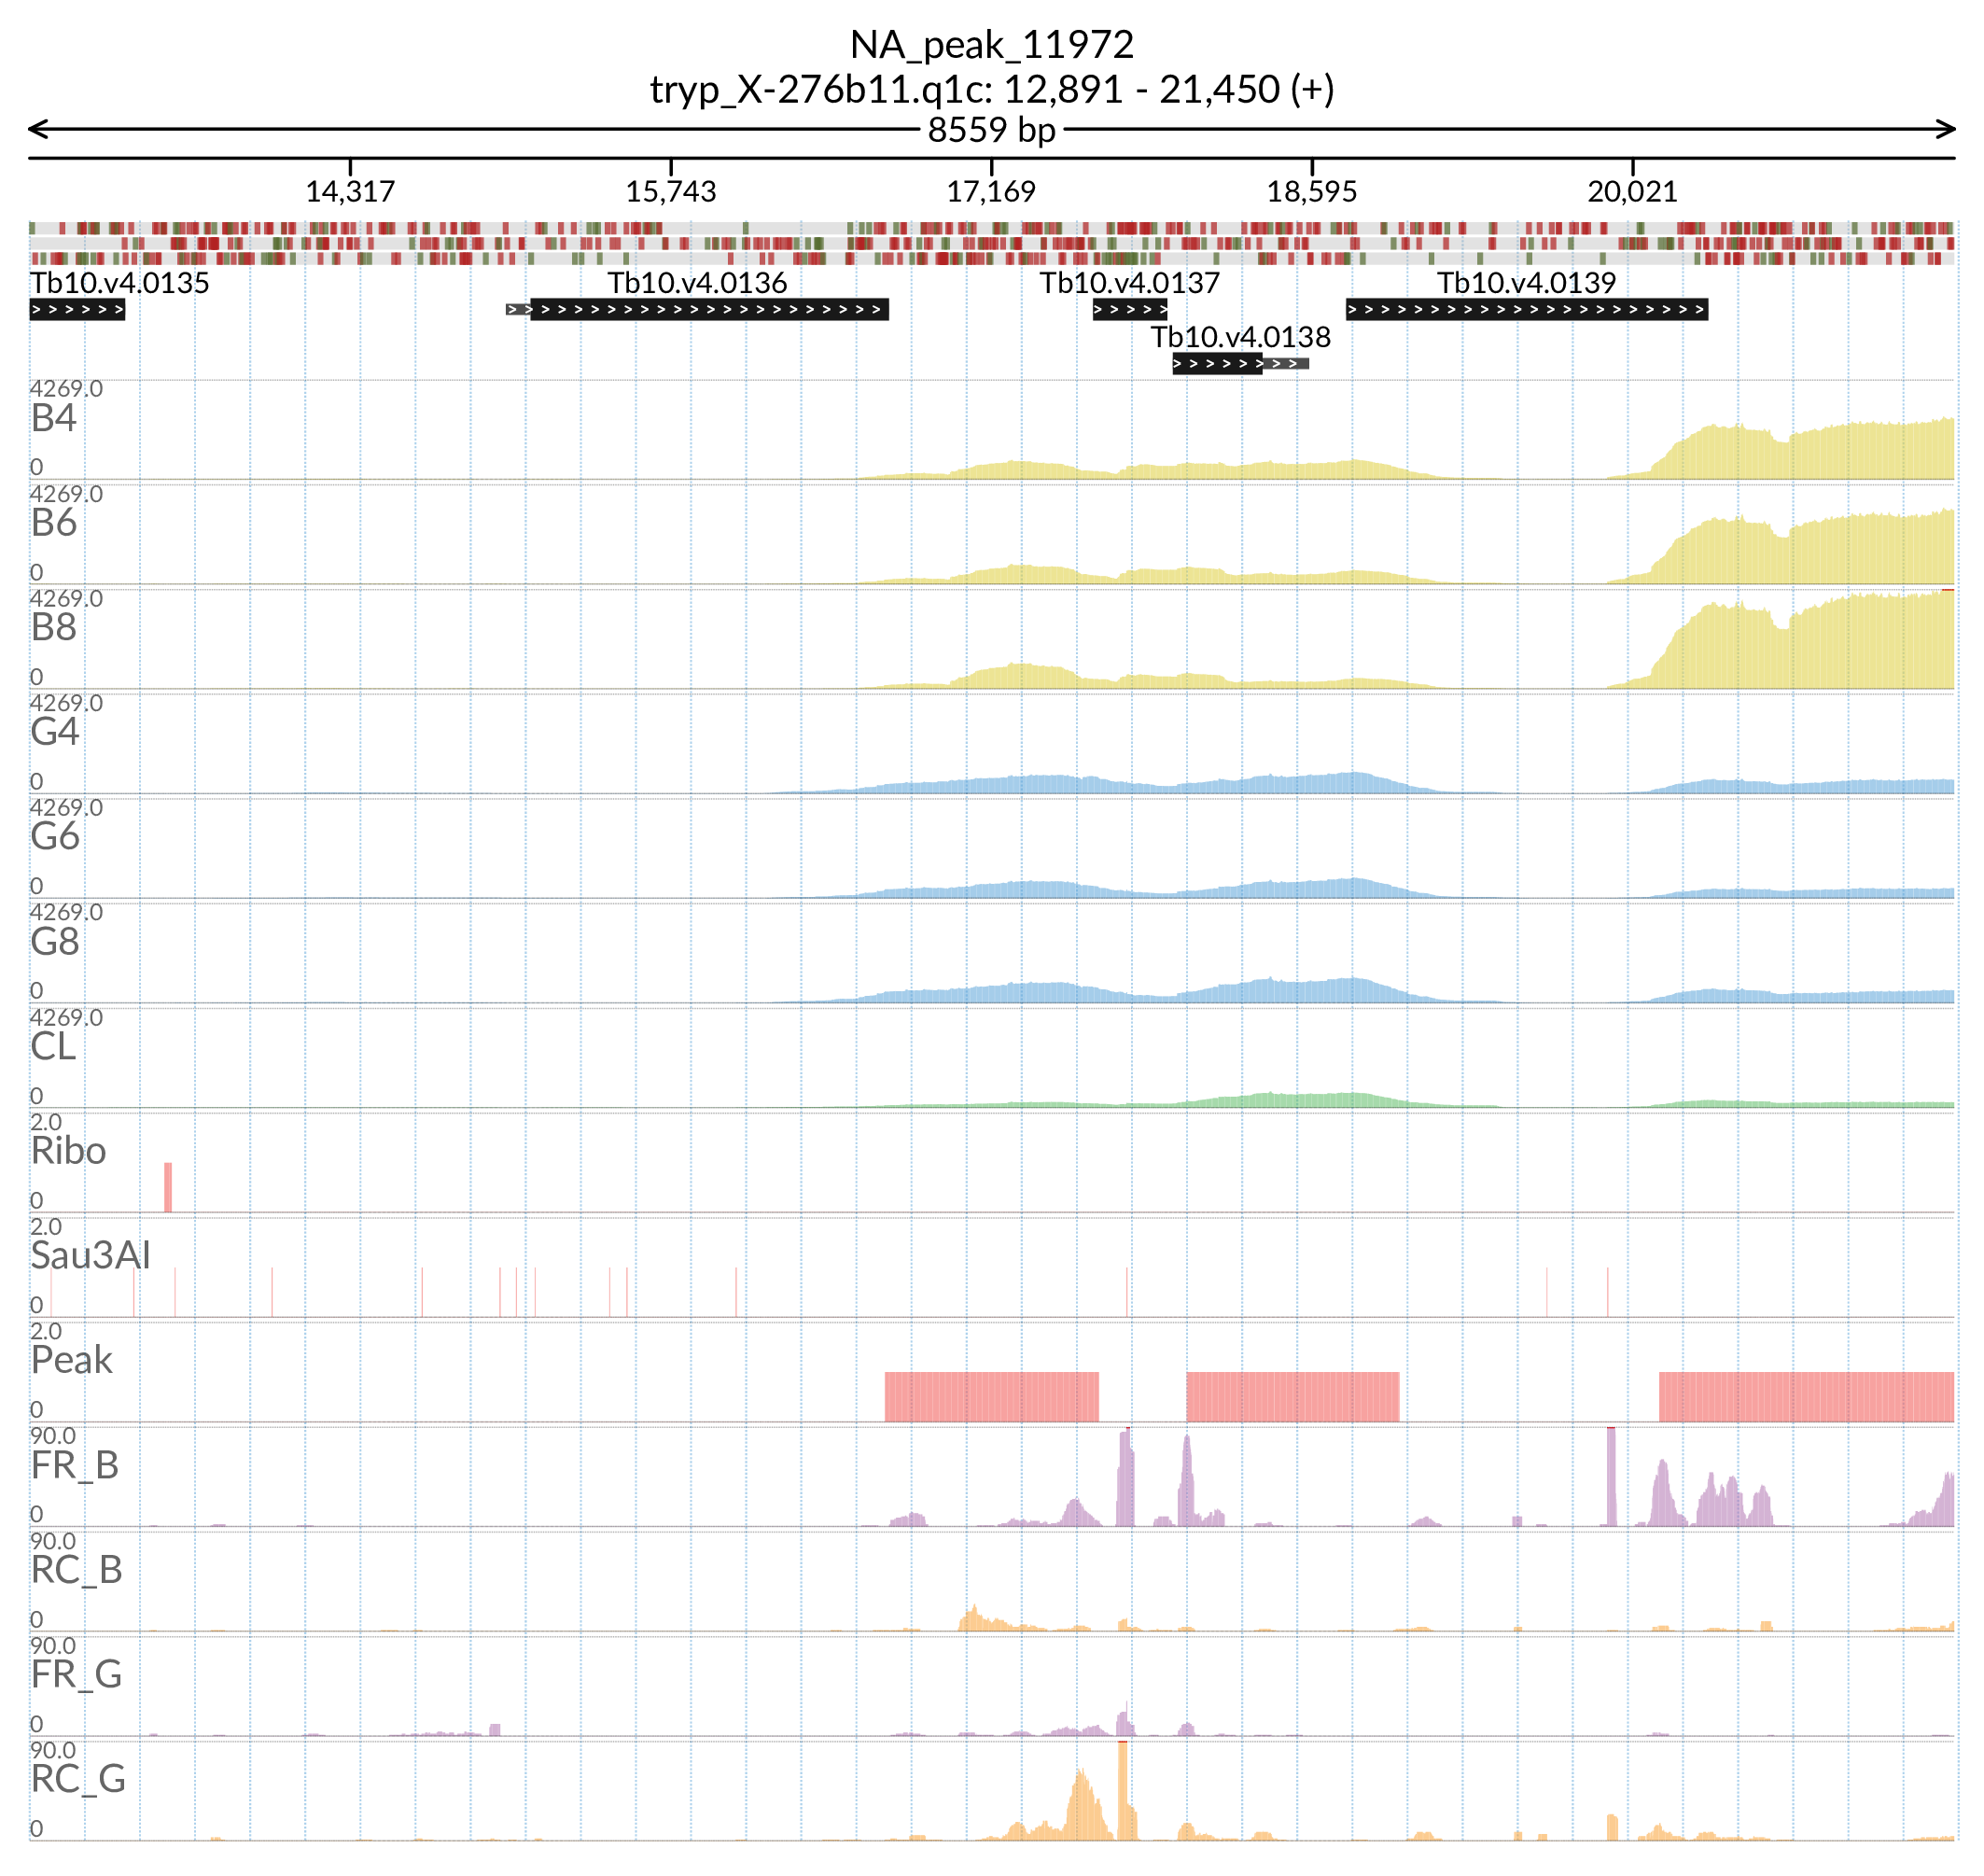 NA_peak_11972
tryp_X-276b11.q1c: 12,891 - 21,450 (+)
8559 bp
14,317 15,743 17,169 18,595 20,021
Tb10.v4.0135 Tb10.v4.0136 Tb10.v4.0137 Tb10.v4.0139
Tb10.v4.0138
4269.0
B4
0
4269.0
B6
0
4269.0
B8
0
4269.0
G4
0
4269.0
G6
0
4269.0
G8
0
4269.0
CL
0
2.0
Ribo
0
2.0
Sau3AI
0
2.0
Peak
0
90.0
FR_B
0
90.0
RC_B
0
90.0
FR_G
0
90.0
RC_G
0